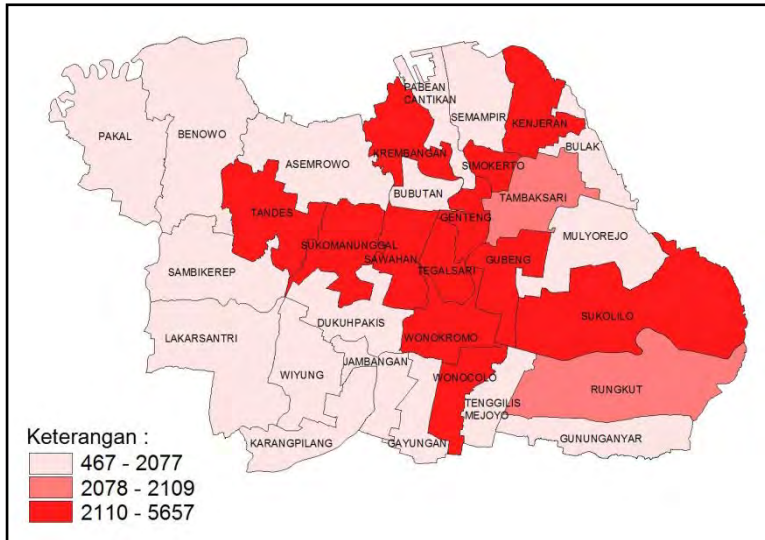 PABEAN
CANTIKAN
SEMAMPIR
KENJERAN
PAKAL
BENOWO
BULAK
ASEMROWO
KREMBANGAN
SIMOKERTO
BUBUTAN
TAMBAKSARI
TANDES
GENTENG
MULYOREJO
SUKOMANUNGGAL
SAWAHAN
TEGALSARI
GUBENG
SAMBIKEREP
SUKOLILO
DUKUHPAKIS
LAKARSANTRI
WONOKROMO
JAMBANGAN
WIYUNG
WONOCOLO
RUNGKUT
TENGGILIS
MEJOYO
KARANGPILANG
GAYUNGAN
GUNUNGANYAR
Keterangan :
467 - 2077
2078 - 2109
2110 - 5657